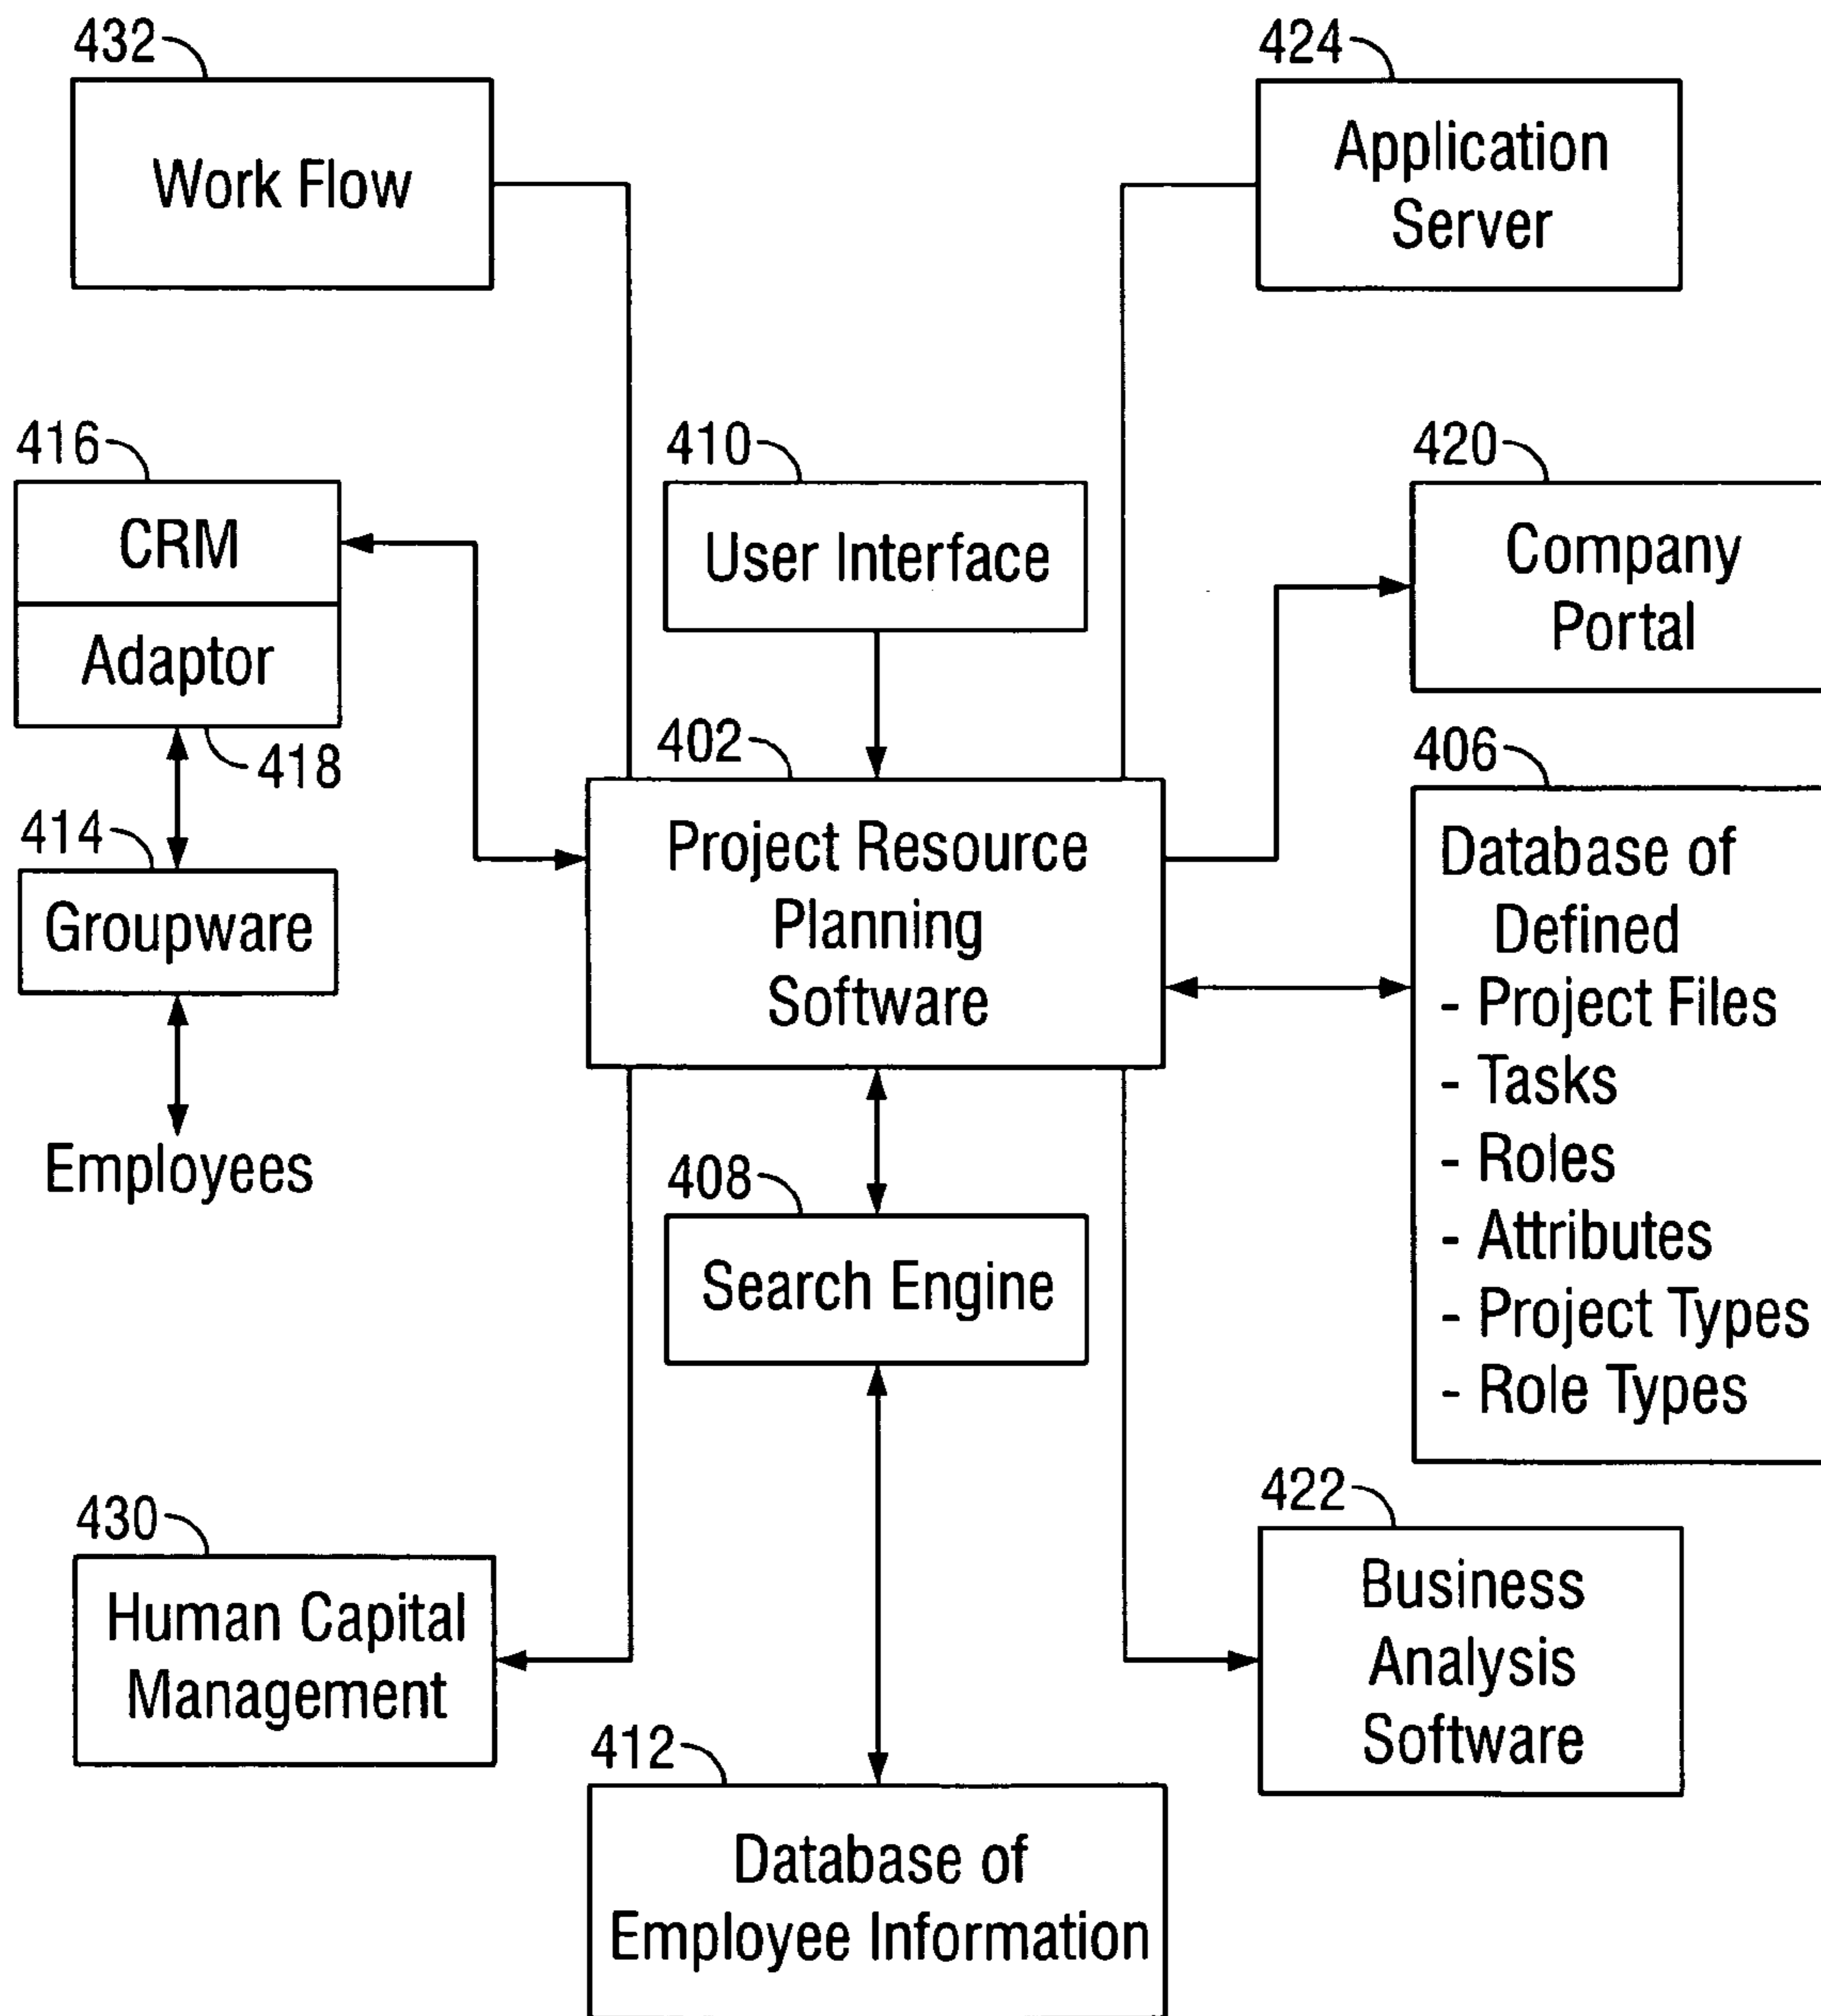 432
Work Flow
424
Application
Server
416
CRM
Adaptor
418
410
User Interface
420
Company
Portal
414
Groupware
Employees
402
Project Resource
Planning
Software
406
Database of
Defined
- Project Files
- Tasks
- Roles
- Attributes
- Project Types
- Role Types
408
Search Engine
430
Human Capital
Management
422
Business
Analysis
Software
412
Database of
Employee Information